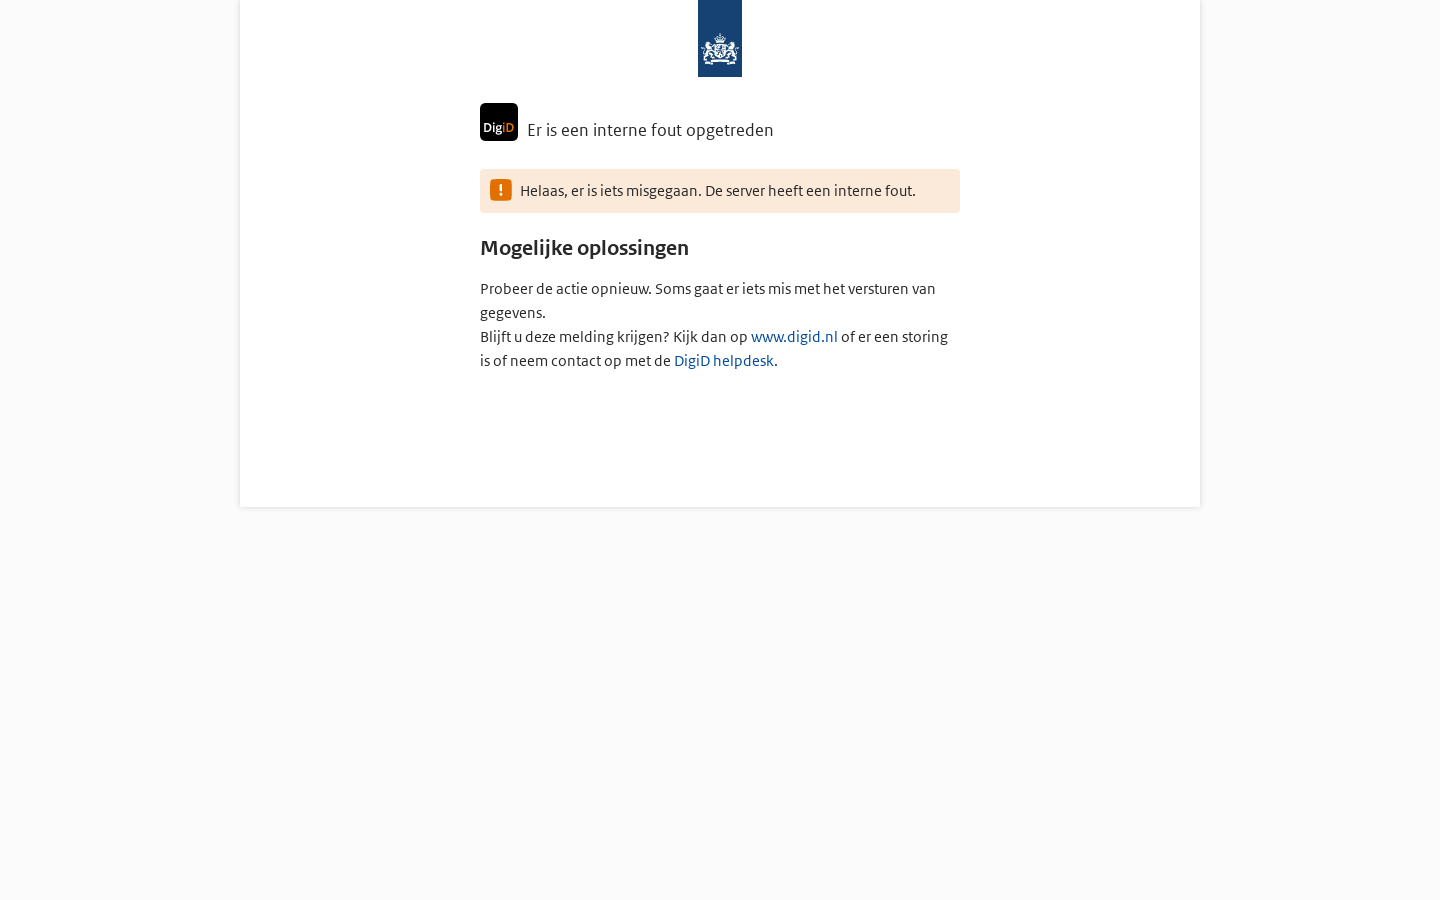 DigiD
Er is een interne fout opgetreden
Helaas, er is iets misgegaan. De server heeft een interne fout.
Mogelijke oplossingen
Probeer de actie opnieuw. Soms gaat er iets mis met het versturen van
gegevens.
Blijft u deze melding krijgen? Kijk dan op www.digid.nl of er een storing
is of neem contact op met de DigiD helpdesk.